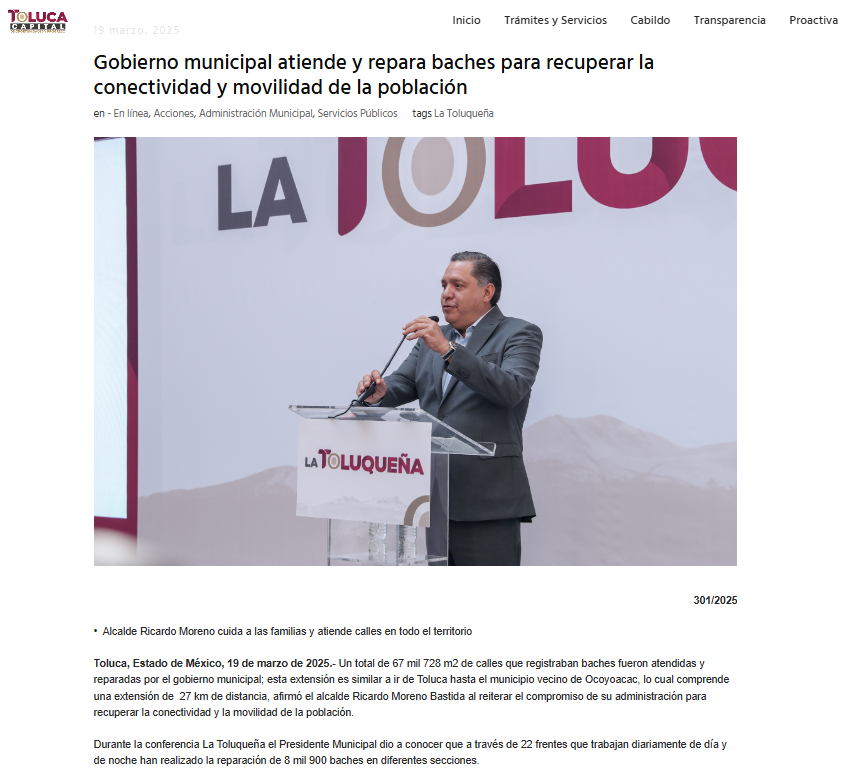 TOLUCA
CAPITAL
Inicio Trámites y Servicios Cabildo Transparencia Proactiva
19 marzo, 2025
Gobierno municipal atiende y repara baches para recuperar la
conectividad y movilidad de la población
en - En línea, Acciones, Administración Municipal, Servicios Públicos tags La Toluqueña
LA TOLUQ
LA TOLUQUEÑA
301/2025
• Alcalde Ricardo Moreno cuida a las familias y atiende calles en todo el territorio
Toluca, Estado de México, 19 de marzo de 2025.- Un total de 67 mil 728 m2 de calles que registraban baches fueron atendidas y
reparadas por el gobierno municipal; esta extensión es similar a ir de Toluca hasta el municipio vecino de Ocoyoacac, lo cual comprende
una extensión de 27 km de distancia, afirmó el alcalde Ricardo Moreno Bastida al reiterar el compromiso de su administración para
recuperar la conectividad y la movilidad de la población.
Durante la conferencia La Toluqueña el Presidente Municipal dio a conocer que a través de 22 frentes que trabajan diariamente de día y
de noche han realizado la reparación de 8 mil 900 baches en diferentes secciones.